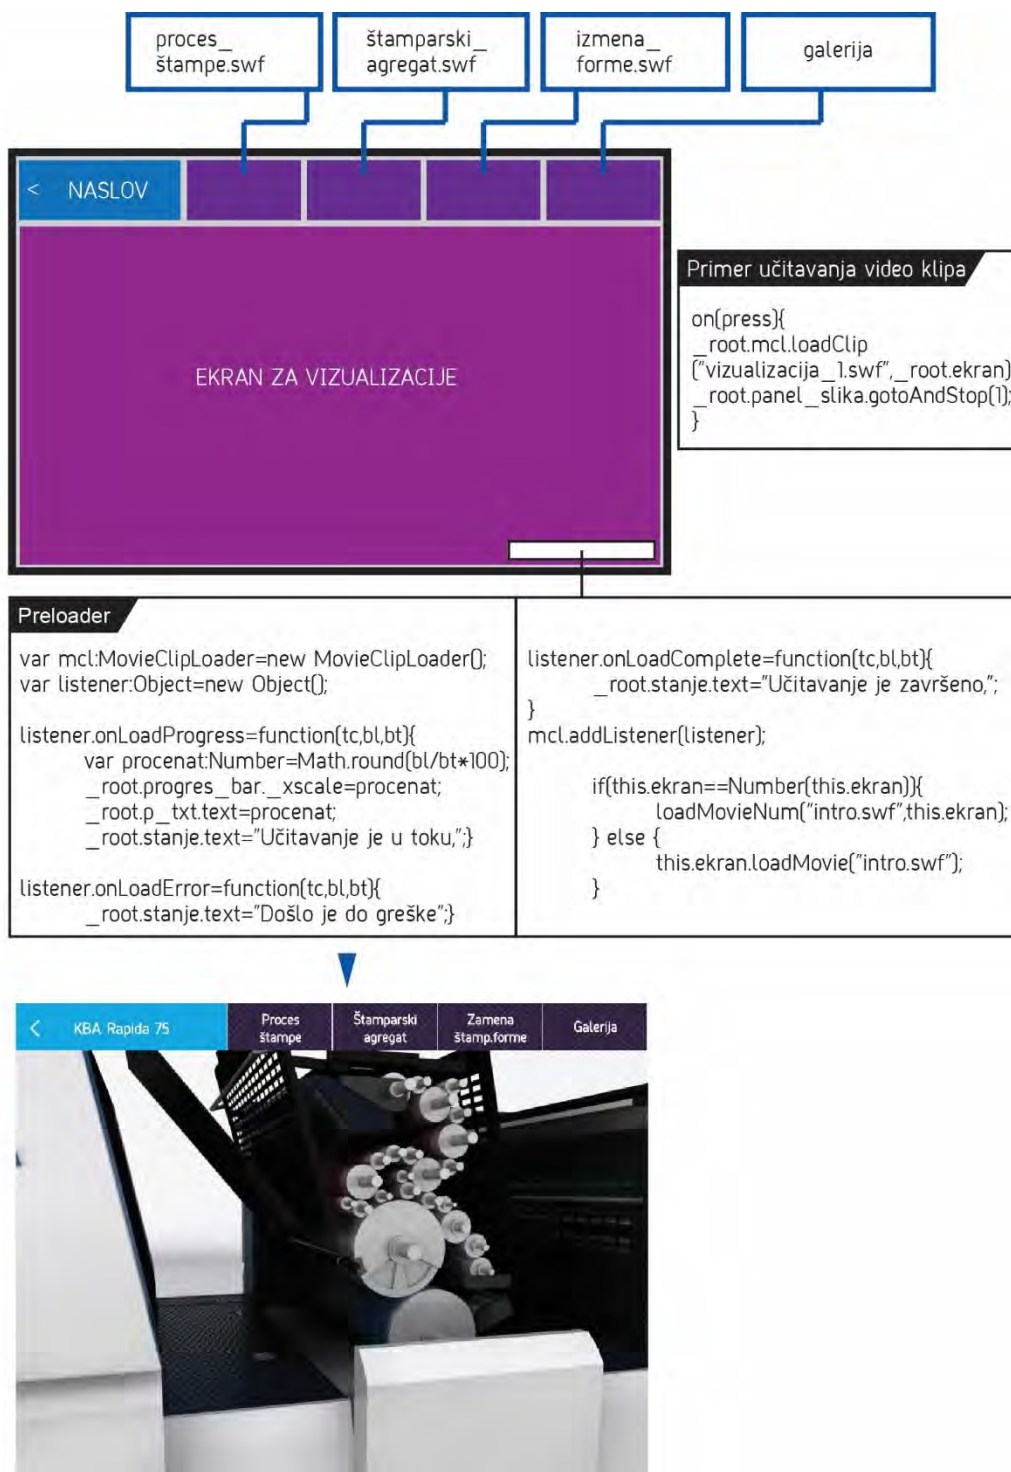 proces_
štampe.swf
štamparski_
agregat.swf
izmena_
forme.swf
galerija
< NASLOV
EKRAN ZA VIZUALIZACIJE
Primer učitavanja video klipa
on(press){
_root.mcl.loadClip
("vizualizacija_1.swf",_root.ekran)
_root.panel_slika.gotoAndStop(1);
}
Preloader
var mcl:MovieClipLoader=new MovieClipLoader();
var listener:Object=new Object();
listener.onLoadProgress=function(tc,bl,bt){
var procenat:Number=Math.round(bl/bt*100);
_root.progres_bar._xscale=procenat;
_root.p_txt.text=procenat;
_root.stanje.text="Učitavanje je u toku,";}
listener.onLoadError=function(tc,bl,bt){
_root.stanje.text="Došlo je do greške";}
listener.onLoadComplete=function(tc,bl,bt){
_root.stanje.text="Učitavanje je završeno,";
}
mcl.addListener(listener);
if(this.ekran==Number(this.ekran)){
loadMovieNum("intro.swf",this.ekran);
} else {
this.ekran.loadMovie("intro.swf");
}
< KBA Rapida 75
Proces
štampe
Štamparski
agregat
Zamena
štamp.forme
Galerija